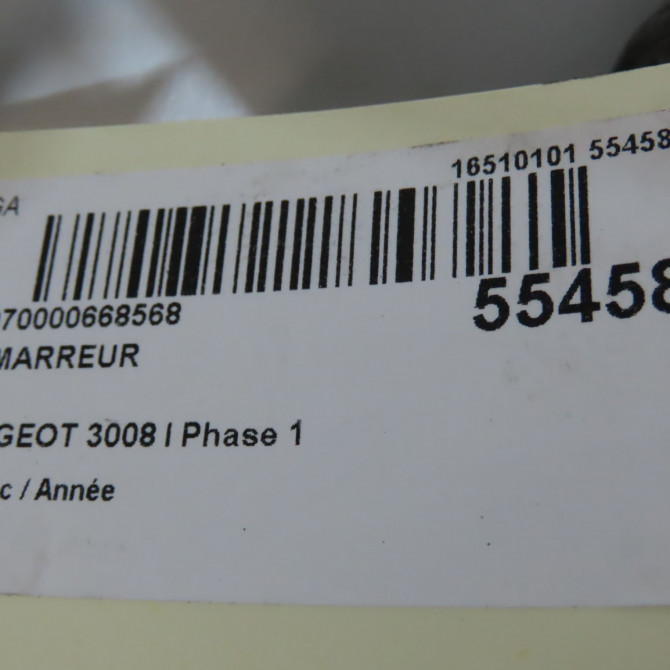 GA
16510101 55458
070000668568
55458
MARREUR
GEOT 3008 I Phase 1
c / Année